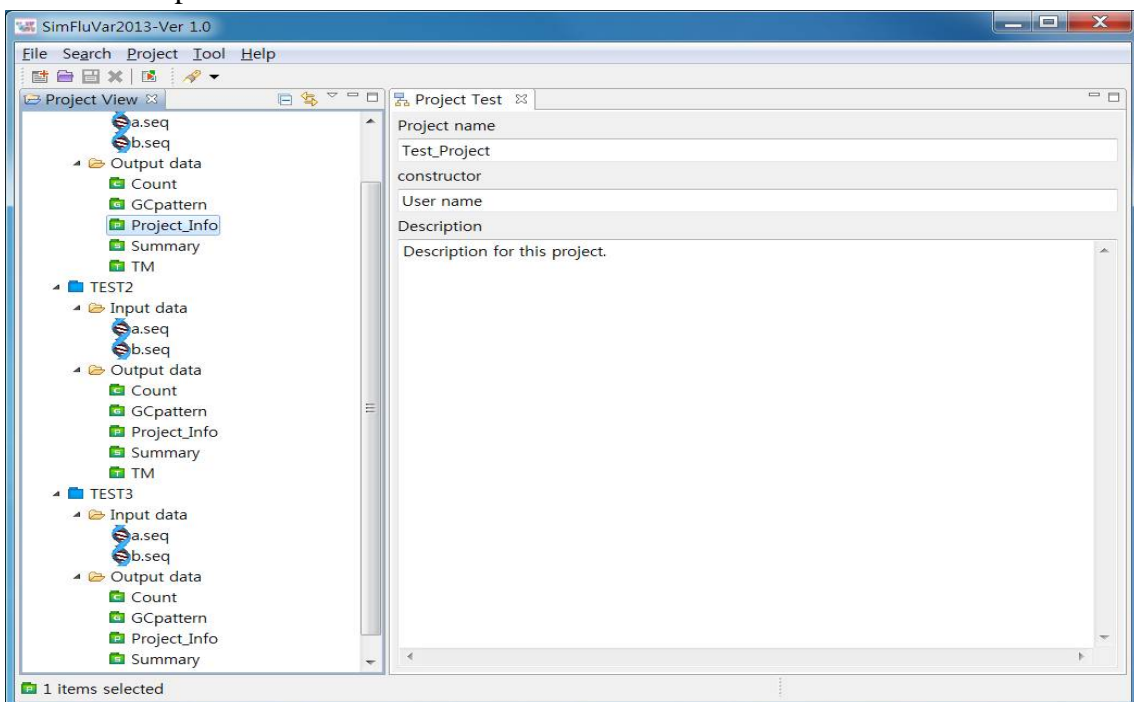 SimFluVar2013-Ver 1.0
File Search Project Tool Help
Project View
a.seq
b.seq
Output data
Count
GCpattern
Project_Info
Summary
TM
TEST2
Input data
a.seq
b.seq
Output data
Count
GCpattern
Project_Info
Summary
TM
TEST3
Input data
a.seq
b.seq
Output data
Count
GCpattern
Project_Info
Summary
Project Test
Project name
Test_Project
constructor
User name
Description
Description for this project.
1 items selected